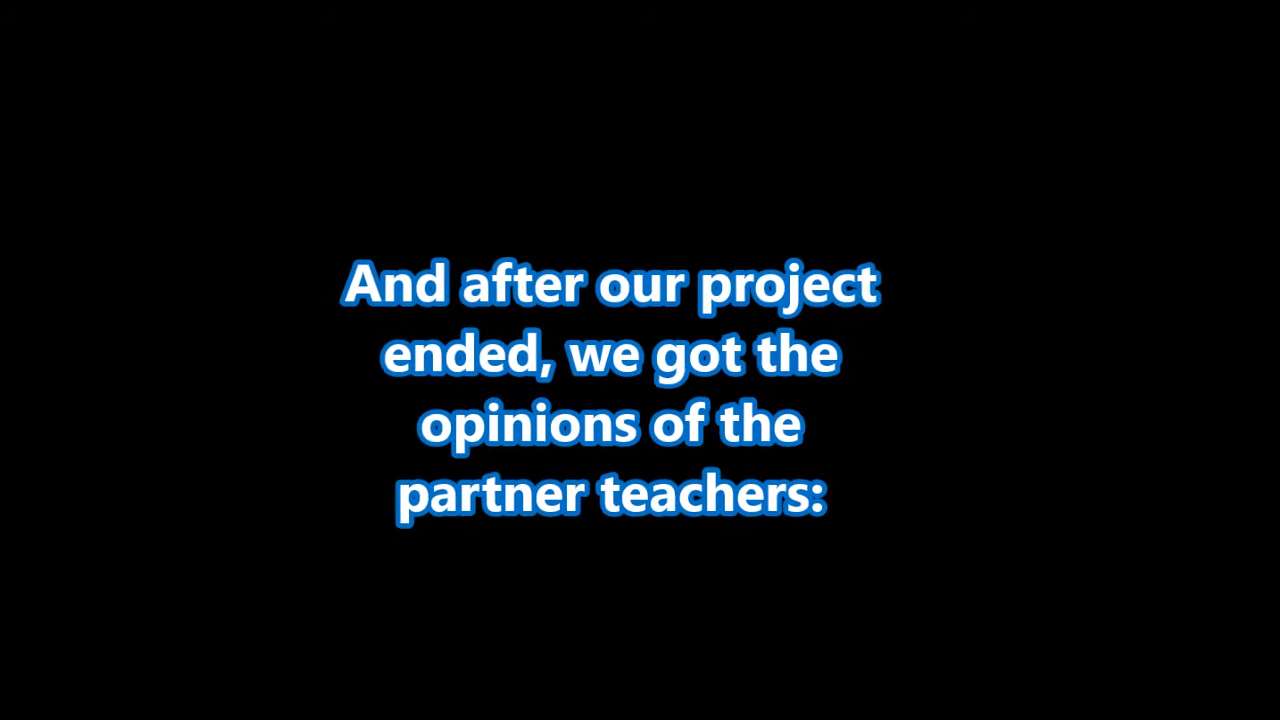 And after our project
ended, we got the
opinions of the
partner teachers: